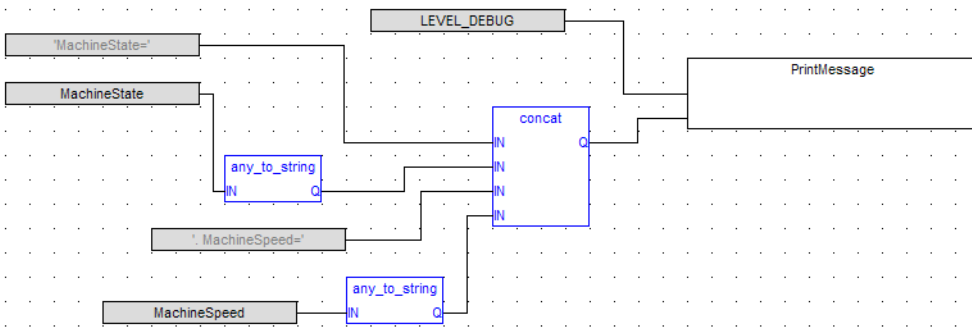 LEVEL_DEBUG
'MachineState='
PrintMessage
MachineState
concat
IN Q
any_to_string
IN
IN Q
IN
IN
'. MachineSpeed='
any_to_string
MachineSpeed
IN Q